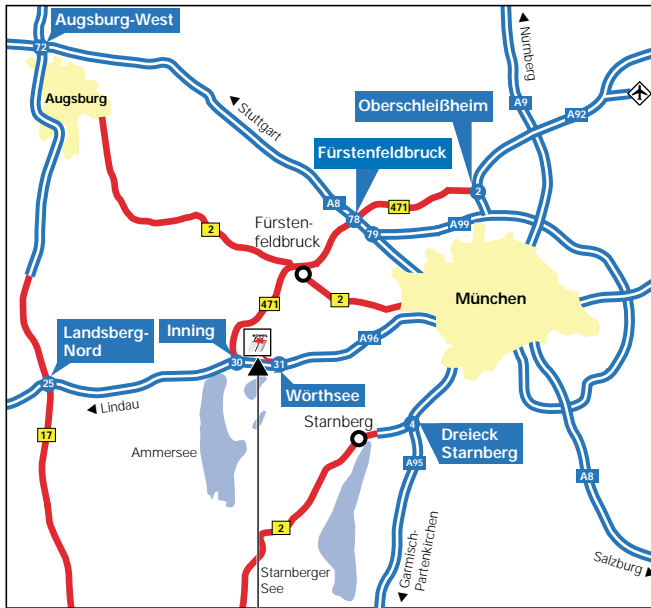 Augsburg-West
72
Augsburg
Nürnberg
Oberschleißheim
A9
A92
Stuttgart
Fürstenfeldbruck
2
A8
471
78
79
A99
2
Fürsten-
feldbruck
471
2
München
Inning
A96
Landsberg-
Nord
30
31
25
Wörthsee
Lindau
Starnberg
4
Dreieck
Starnberg
17
Ammersee
A95
A8
2
Starnberger
See
Garmisch-
Partenkirchen
Salzburg